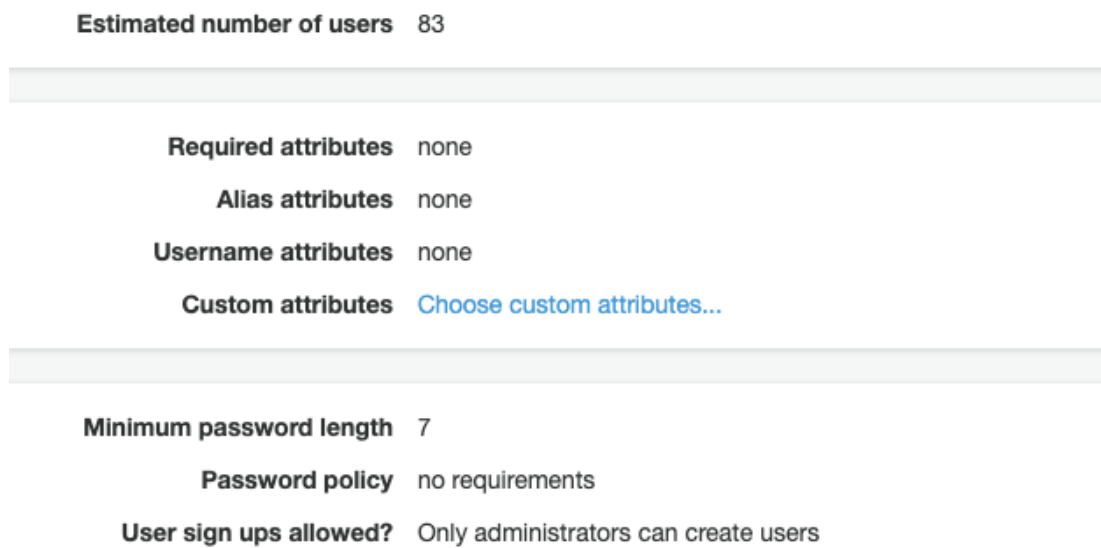 Estimated number of users 83
Required attributes none
Alias attributes none
Username attributes none
Custom attributes Choose custom attributes...
Minimum password length 7
Password policy no requirements
User sign ups allowed? Only administrators can create users